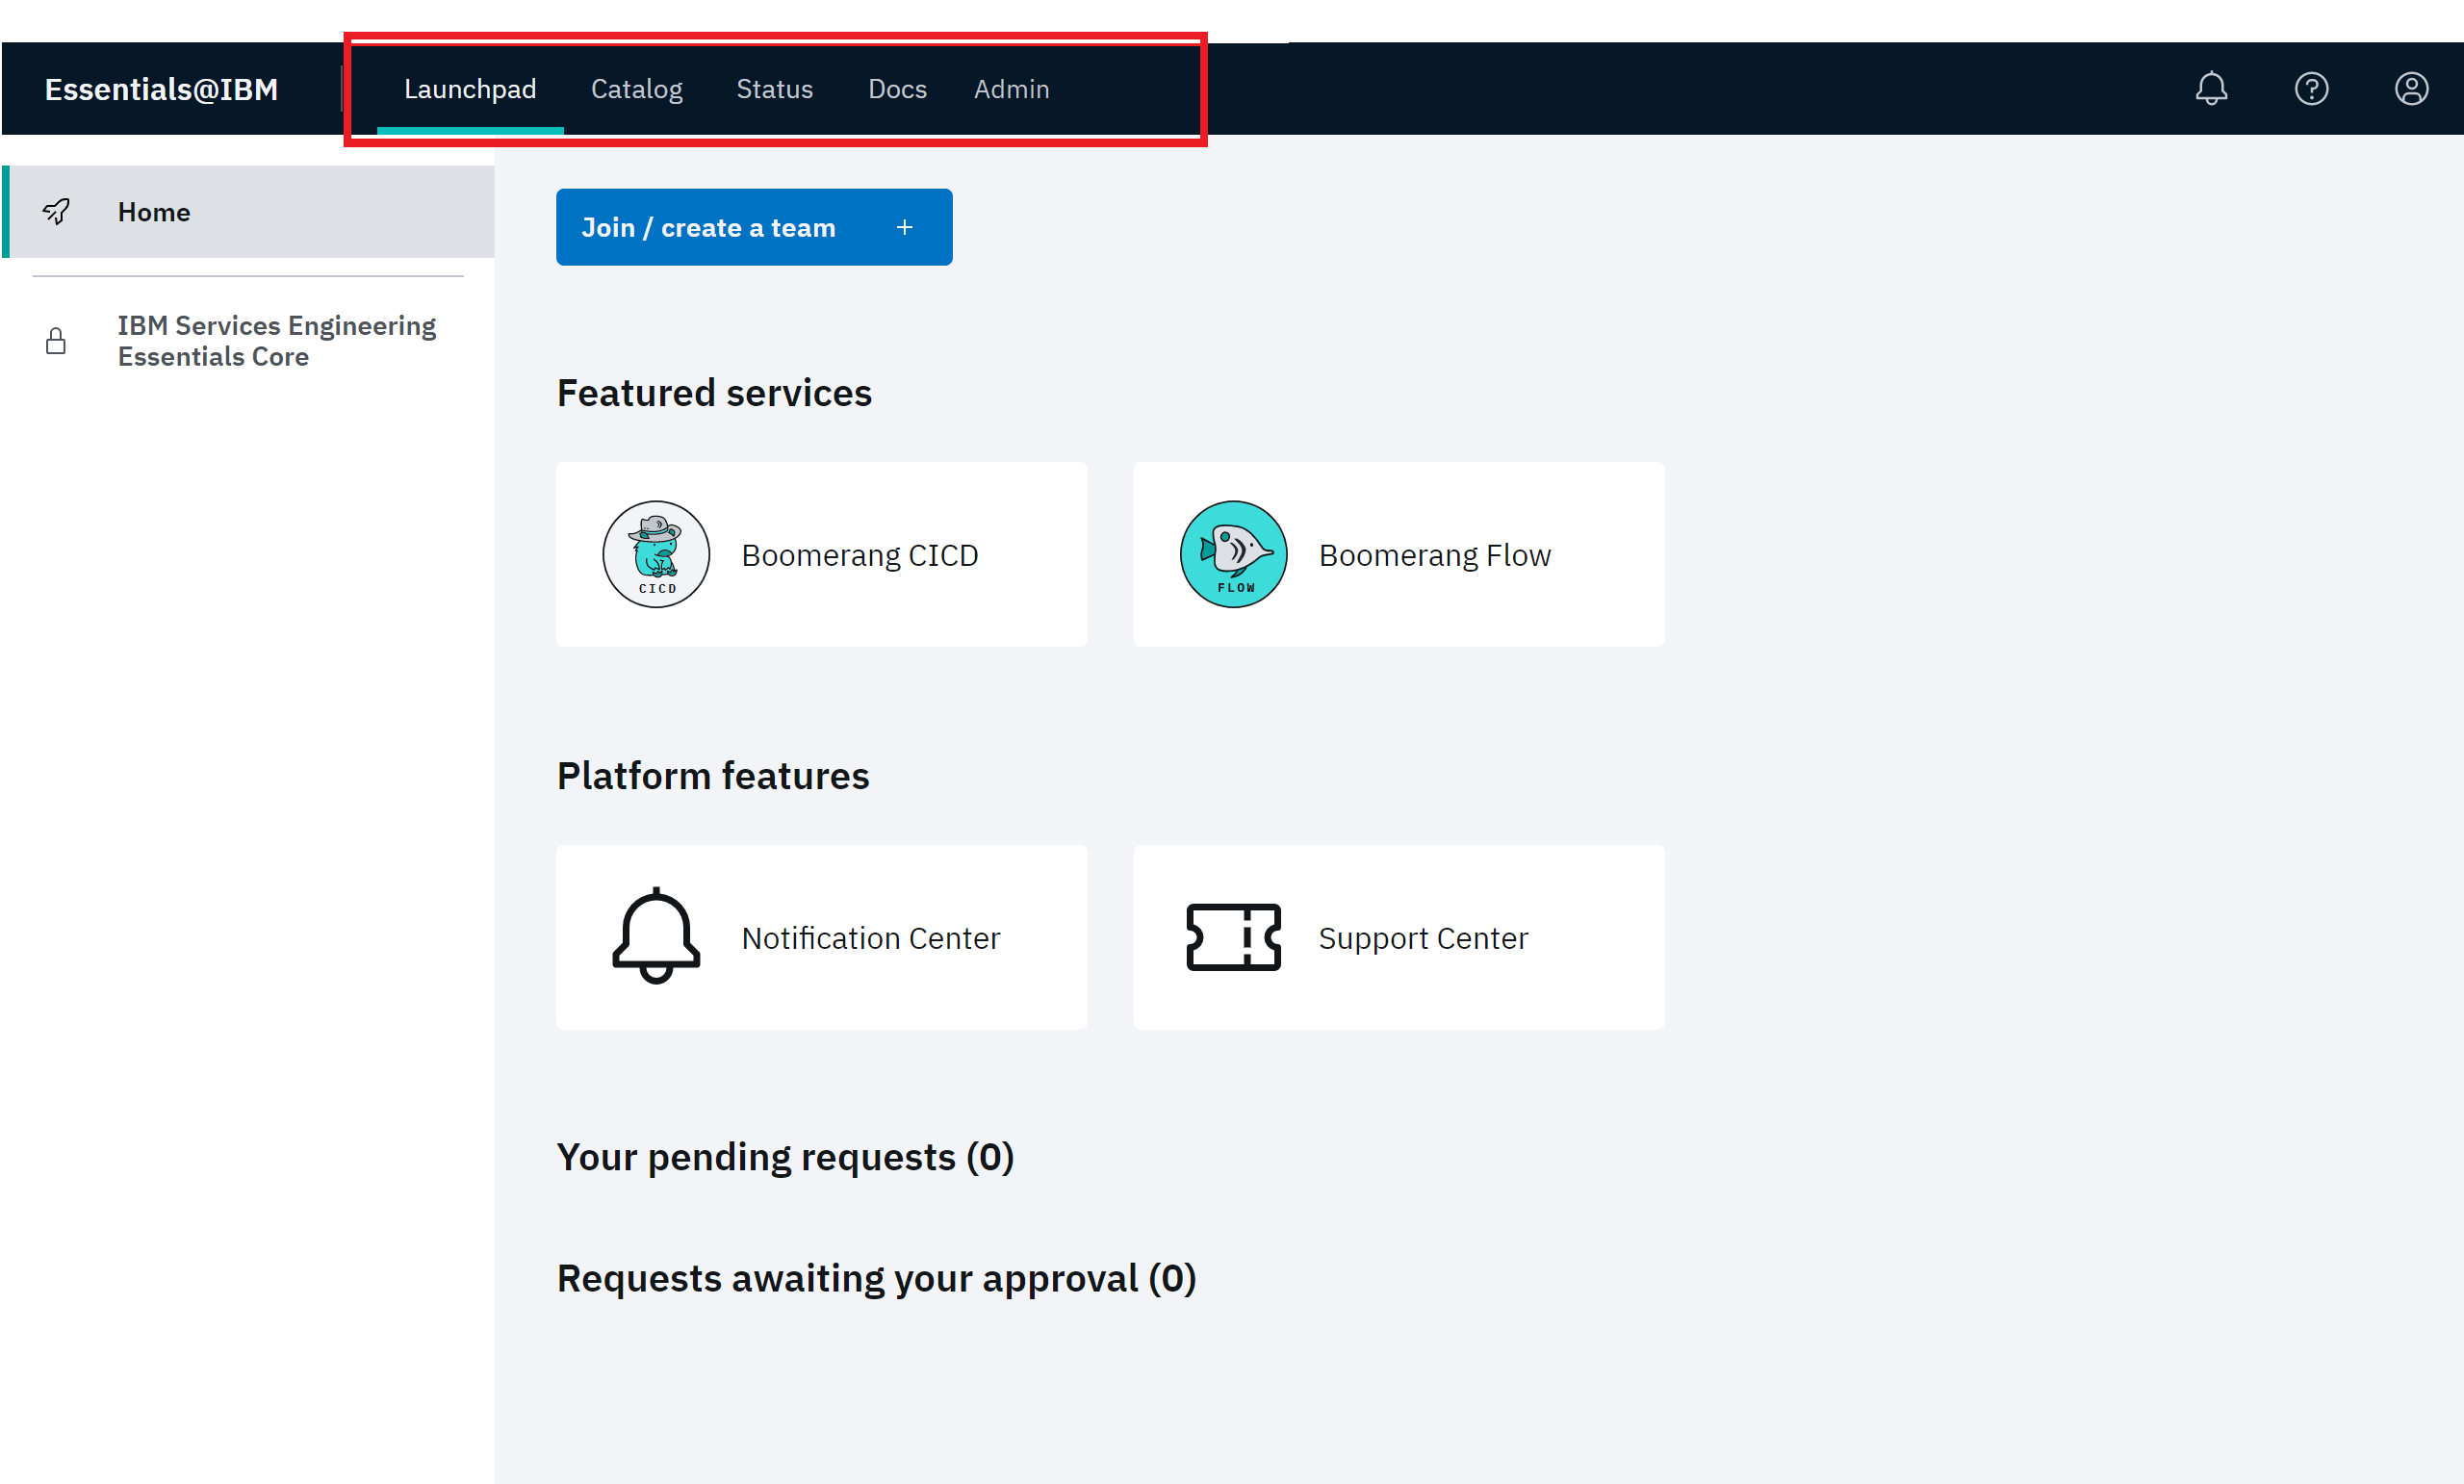 Essentials@IBM
Launchpad
Catalog
Status
Docs
Admin
Home
IBM Services Engineering
Essentials Core
Join / create a team +
Featured services
CICD
Boomerang CICD
FLOW
Boomerang Flow
Platform features
Notification Center
Support Center
Your pending requests (0)
Requests awaiting your approval (0)